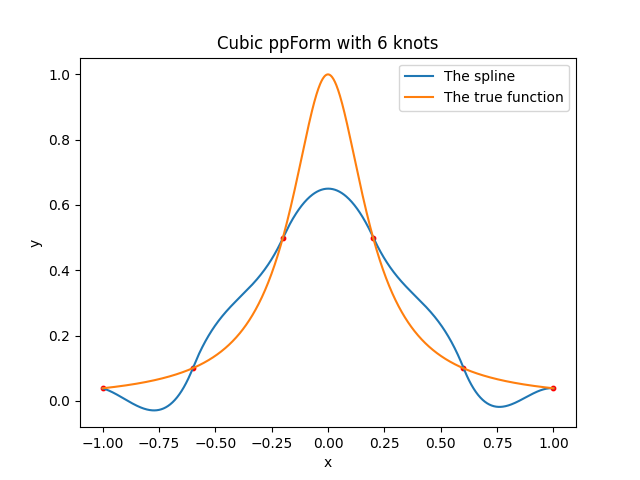 Cubic ppForm with 6 knots
The spline
The true function
1.0
0.8
0.6
0.4
0.2
0.0
y
−1.00 −0.75 −0.50 −0.25 0.00 0.25 0.50 0.75 1.00
x